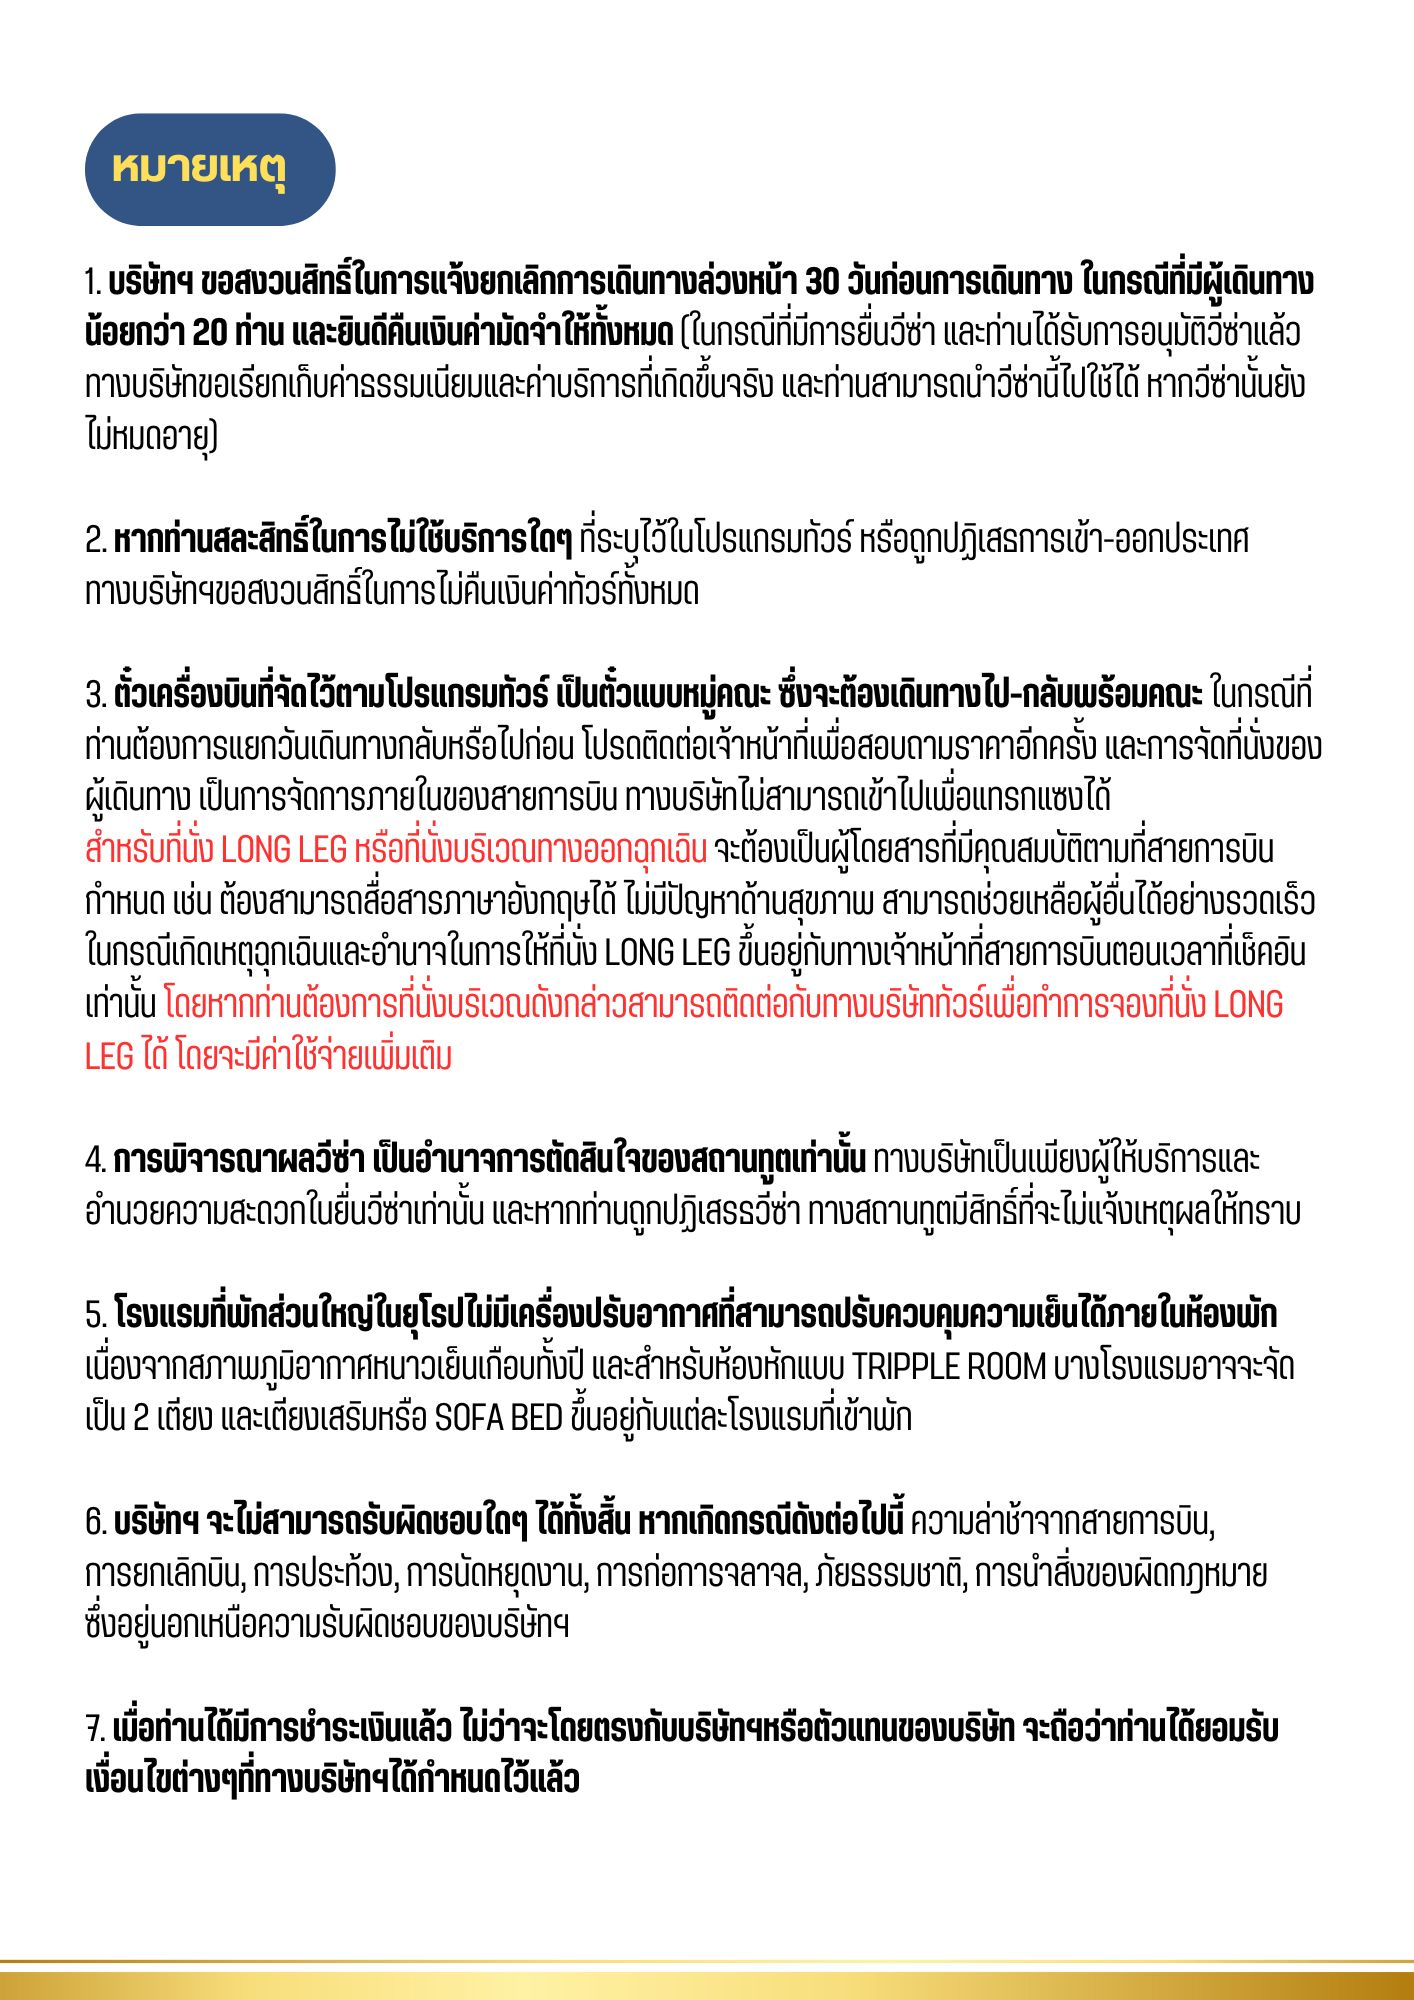 หมายเหตุ
1. บริษัทฯ ขอสงวนสิทธิ์ในการแจ้งยกเลิกการเดินทางล่วงหน้า 30 วันก่อนการเดินทาง ในกรณีที่มีผู้เดินทาง
น้อยกว่า 20 ท่าน และยินดีคืนเงินค่ามัดจำให้ทั้งหมด (ในกรณีที่มีการยื่นวีซ่า และท่านได้รับการอนุมัติวีซ่าแล้ว
ทางบริษัทขอเรียกเก็บค่าธรรมเนียมและค่าบริการที่เกิดขึ้นจริง และท่านสามารถนำวีซ่านี้ไปใช้ได้ หากวีซ่านั้นยัง
ไม่หมดอายุ)
2. หากท่านสละสิทธิ์ในการไม่ใช้บริการใดๆ ที่ระบุไว้ในโปรแกรมทัวร์ หรือถูกปฏิเสธการเข้า-ออกประเทศ
ทางบริษัทฯขอสงวนสิทธิ์ในการไม่คืนเงินค่าทัวร์ทั้งหมด
3. ตั๋วเครื่องบินที่จัดไว้ตามโปรแกรมทัวร์ เป็นตั๋วแบบหมู่คณะ ซึ่งจะต้องเดินทางไป-กลับพร้อมคณะ ในกรณีที่
ท่านต้องการแยกวันเดินทางกลับหรือไปก่อน โปรดติดต่อเจ้าหน้าที่เพื่อสอบถามราคาอีกครั้ง และการจัดที่นั่งของ
ผู้เดินทาง เป็นการจัดการภายในของสายการบิน ทางบริษัทไม่สามารถเข้าไปเพื่อแทรกแซงได้
สำหรับที่นั่ง LONG LEG หรือที่นั่งบริเวณทางออกฉุกเฉิน จะต้องเป็นผู้โดยสารที่มีคุณสมบัติตามที่สายการบิน
กำหนด เช่น ต้องสามารถสื่อสารภาษาอังกฤษได้ ไม่มีปัญหาด้านสุขภาพ สามารถช่วยเหลือผู้อื่นได้อย่างรวดเร็ว
ในกรณีเกิดเหตุฉุกเฉินและอำนาจในการให้ที่นั่ง LONG LEG ขึ้นอยู่กับทางเจ้าหน้าที่สายการบินตอนเวลาที่เช็คอิน
เท่านั้น โดยหากท่านต้องการที่นั่งบริเวณดังกล่าวสามารถติดต่อกับทางบริษัททัวร์เพื่อทำการจองที่นั่ง LONG
LEG ได้ โดยจะมีค่าใช้จ่ายเพิ่มเติม
4. การพิจารณาผลวีซ่า เป็นอำนาจการตัดสินใจของสถานทูตเท่านั้น ทางบริษัทเป็นเพียงผู้ให้บริการและ
อำนวยความสะดวกในยื่นวีซ่าเท่านั้น และหากท่านถูกปฏิเสรธวีซ่า ทางสถานทูตมีสิทธิ์ที่จะไม่แจ้งเหตุผลให้ทราบ
5. โรงแรมที่พักส่วนใหญ่ในยุโรปไม่มีเครื่องปรับอากาศที่สามารถปรับควบคุมความเย็นได้ภายในห้องพัก
เนื่องจากสภาพภูมิอากาศหนาวเย็นเกือบทั้งปี และสำหรับห้องหักแบบ TRIPPLE ROOM บางโรงแรมอาจจะจัด
เป็น 2 เตียง และเตียงเสริมหรือ SOFA BED ขึ้นอยู่กับแต่ละโรงแรมที่เข้าพัก
6. บริษัทฯ จะไม่สามารถรับผิดชอบใดๆ ได้ทั้งสิ้น หากเกิดกรณีดังต่อไปนี้ ความล่าช้าจากสายการบิน,
การยกเลิกบิน, การประท้วง, การนัดหยุดงาน, การก่อการจลาจล, ภัยธรรมชาติ, การนำสิ่งของผิดกฎหมาย
ซึ่งอยู่นอกเหนือความรับผิดชอบของบริษัทฯ
7. เมื่อท่านได้มีการชำระเงินแล้ว ไม่ว่าจะโดยตรงกับบริษัทฯหรือตัวแทนของบริษัท จะถือว่าท่านได้ยอมรับ
เงื่อนไขต่างๆที่ทางบริษัทฯได้กำหนดไว้แล้ว